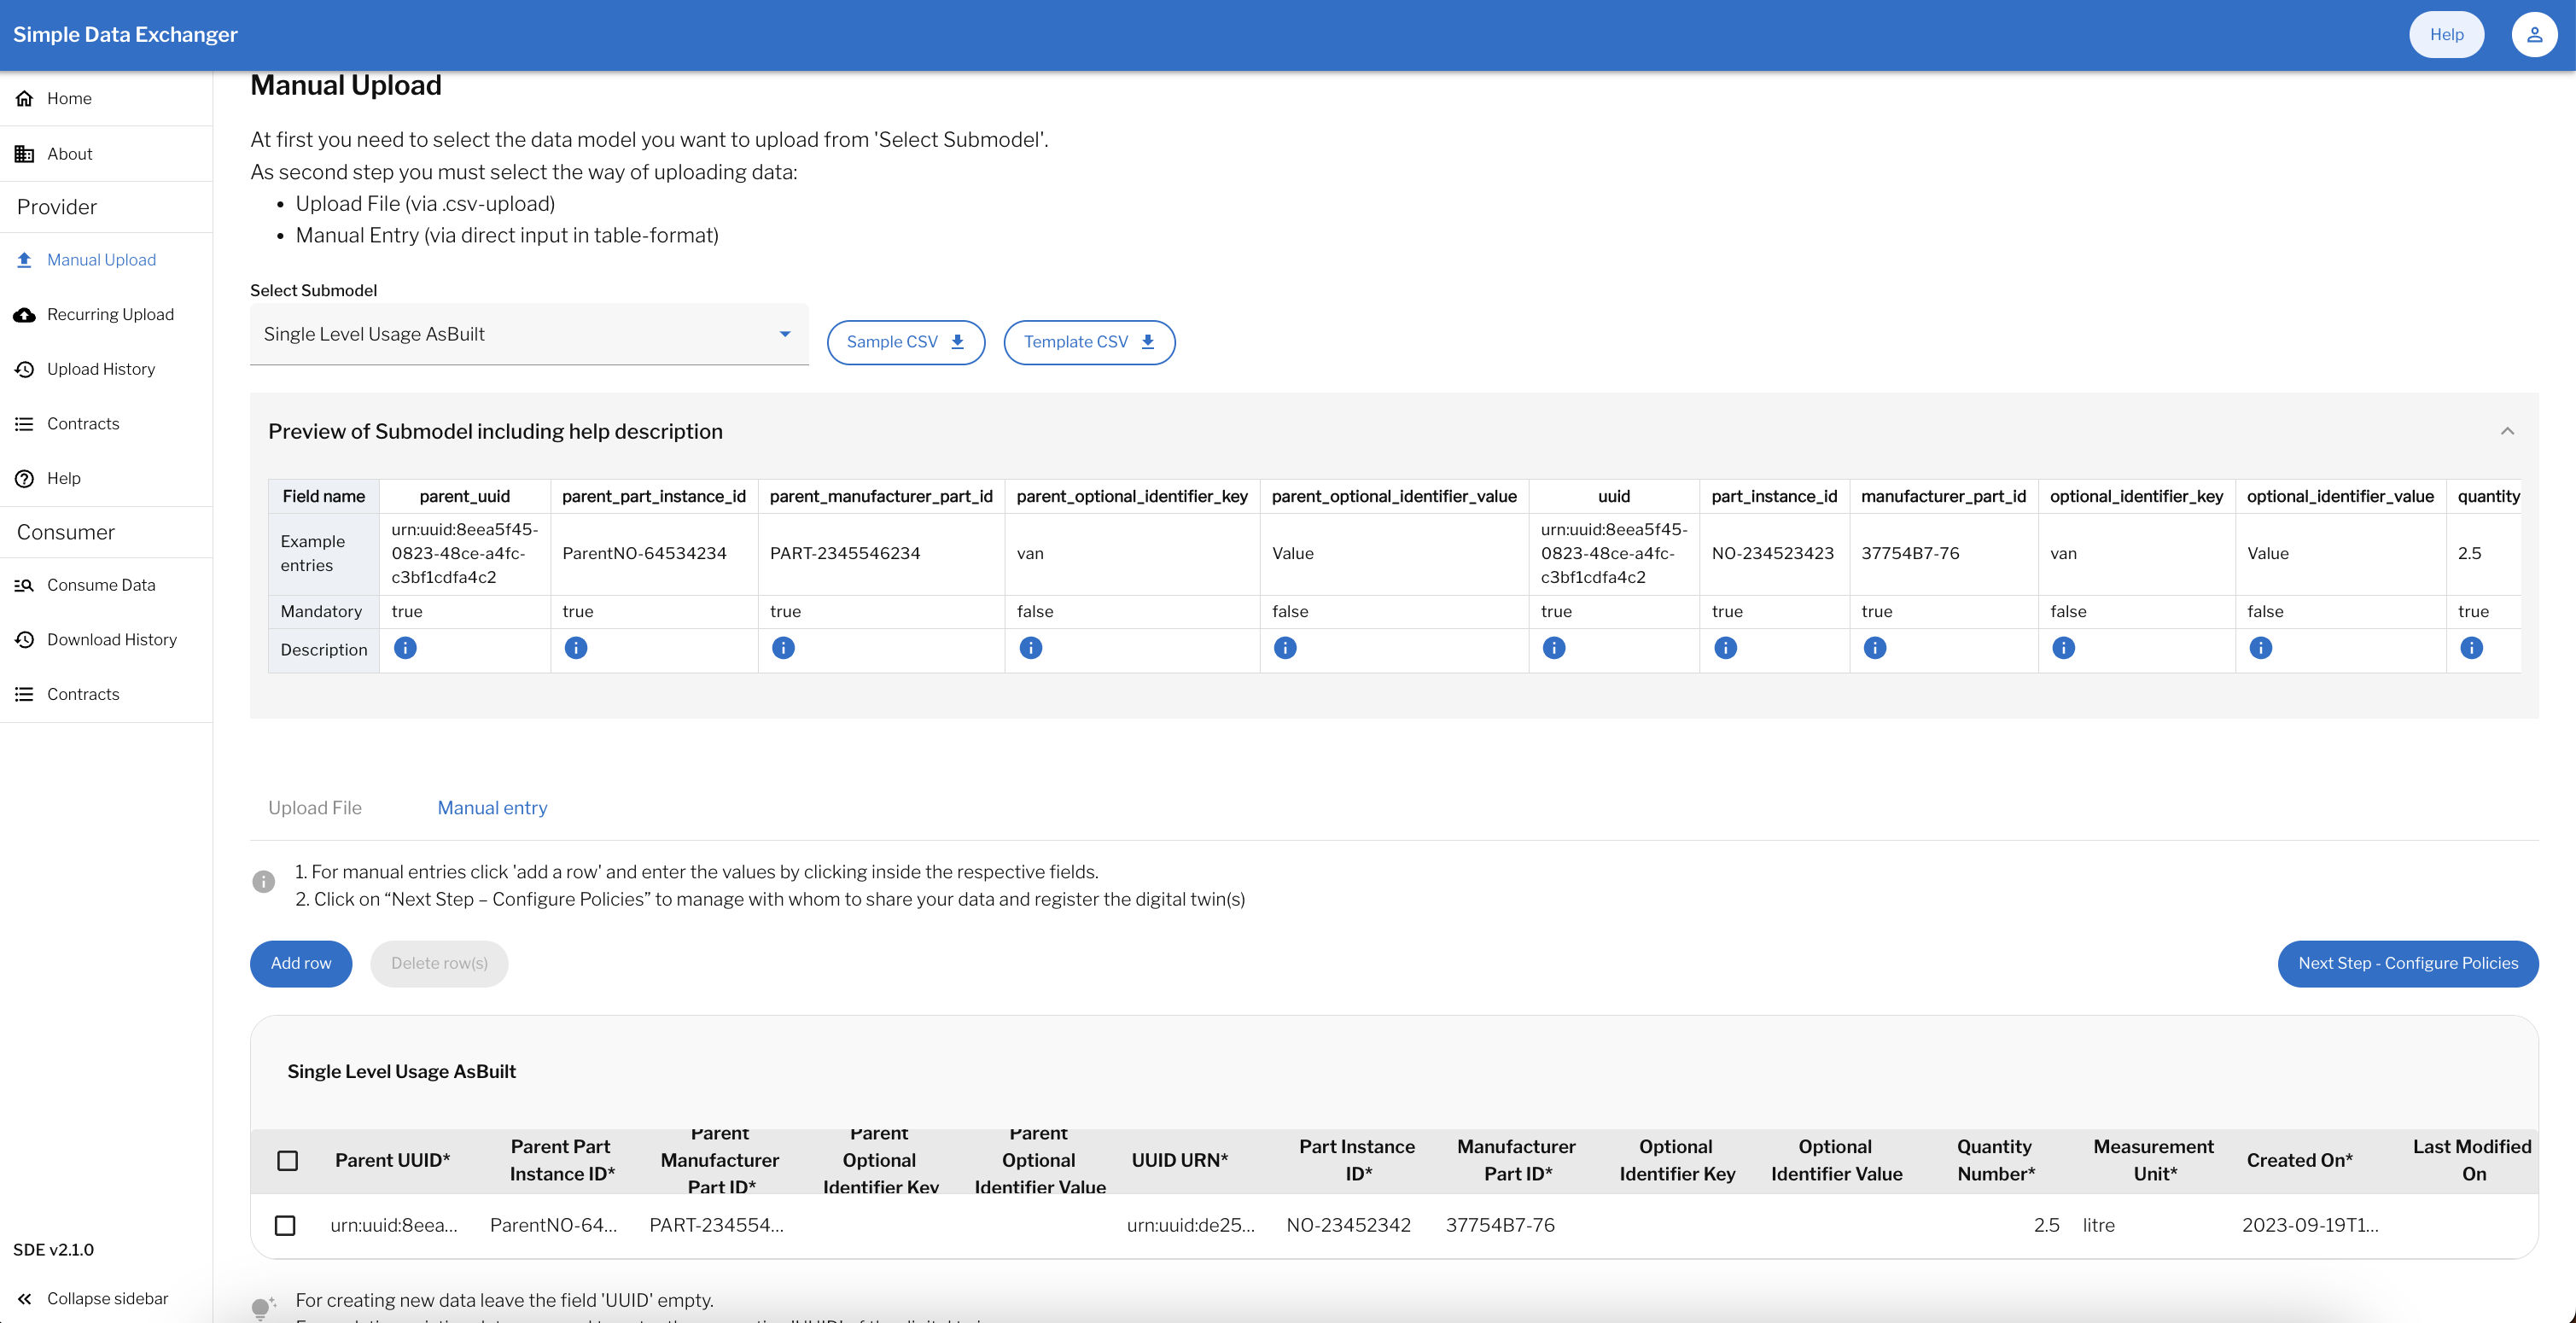 Simple Data Exchanger
Help
Home
About
Provider
Manual Upload
Recurring Upload
Upload History
Contracts
Help
Consumer
Consume Data
Download History
Contracts
SDE v2.1.0
Collapse sidebar
Manual Upload
At first you need to select the data model you want to upload from 'Select Submodel'.
As second step you must select the way of uploading data:
• Upload File (via .csv-upload)
• Manual Entry (via direct input in table-format)
Select Submodel
Single Level Usage AsBuilt
Sample CSV
Template CSV
Preview of Submodel including help description
Field name parent_uuid parent_part_instance_id parent_manufacturer_part_id parent_optional_identifier_key parent_optional_identifier_value uuid part_instance_id manufacturer_part_id optional_identifier_key optional_identifier_value quantity
Example entries urn:uuid:8eea5f45-0823-48ce-a4fc-c3bf1cdfa4c2 ParentNO-64534234 PART-2345546234 van Value urn:uuid:8eea5f45-0823-48ce-a4fc-c3bf1cdfa4c2 NO-234523423 37754B7-76 van Value 2.5
Mandatory true true true false false true true true false false true
Description
Upload File Manual entry
1. For manual entries click 'add a row' and enter the values by clicking inside the respective fields.
2. Click on “Next Step – Configure Policies” to manage with whom to share your data and register the digital twin(s)
Add row
Delete row(s)
Next Step - Configure Policies
Single Level Usage AsBuilt
Parent UUID* Parent Part Instance ID* Parent Manufacturer Part ID* Parent Optional Identifier Key Parent Optional Identifier Value UUID URN* Part Instance ID* Manufacturer Part ID* Optional Identifier Key Optional Identifier Value Quantity Number* Measurement Unit* Created On* Last Modified On
urn:uuid:8eea... ParentNO-64... PART-234554... urn:uuid:de25... NO-23452342 37754B7-76 2.5 litre 2023-09-19T1...
For creating new data leave the field 'UUID' empty.